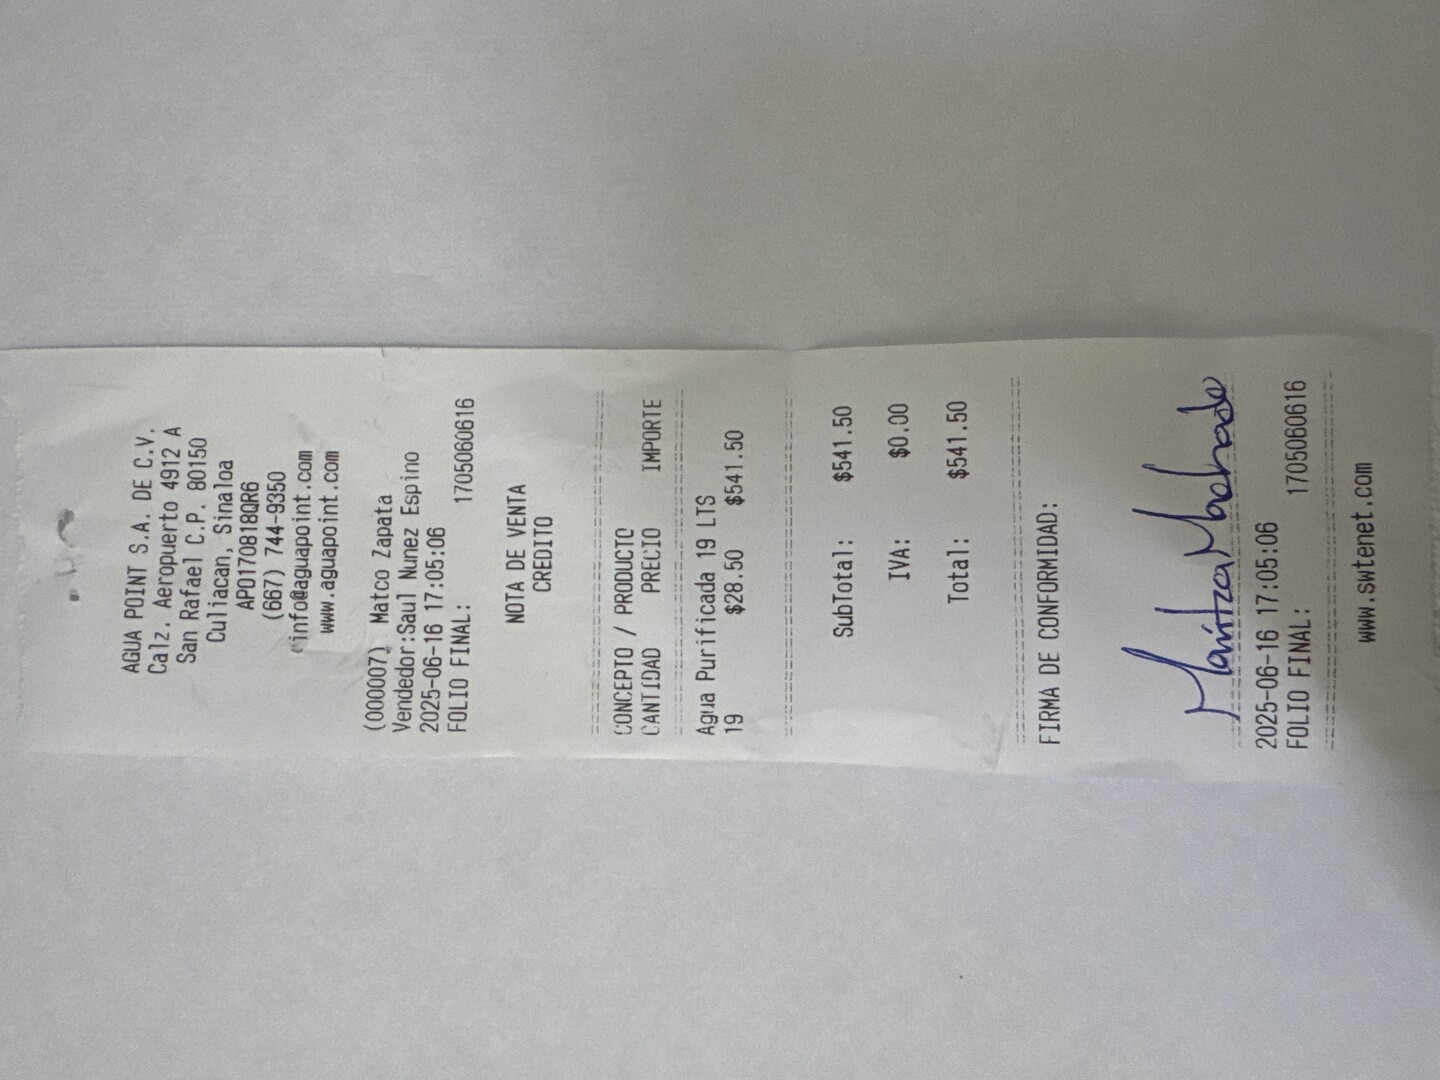 AGUA POINT S.A. DE C.V.
Calz. Aeropuerto 4912 A
San Rafael C.P. 80150
Culiacan, Sinaloa
APO170818QR6
(667) 744-9350
info@aguapoint.com
www.aguapoint.com
(000007) Matco Zapata
Vendedor:Saul Nunez Espino
2025-06-16 17:05:06
FOLIO FINAL: 1705060616
NOTA DE VENTA
CREDITO
CONCEPTO / PRODUCTO
CANTIDAD PRECIO IMPORTE
Agua Purificada 19 LTS
19 $28.50 $541.50
SubTotal: $541.50
IVA: $0.00
Total: $541.50
FIRMA DE CONFORMIDAD:
Maritza Machado
2025-06-16 17:05:06
FOLIO FINAL: 1705060616
www.swtenet.com